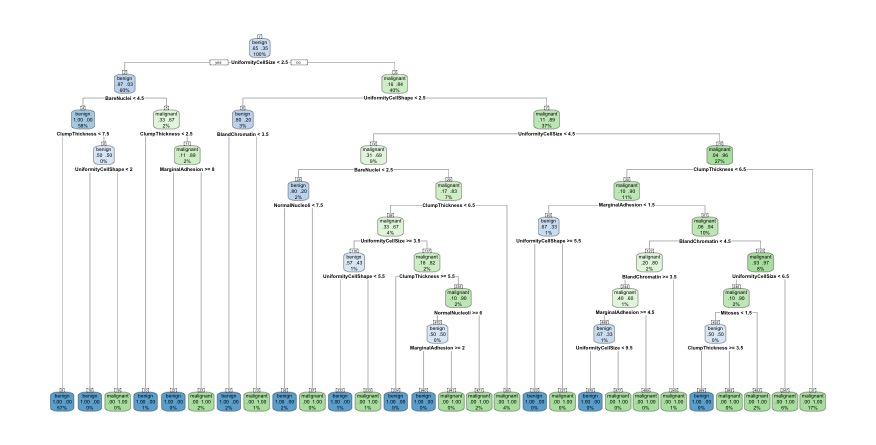 benign
.65 .35
100%
yes UniformityCellSize < 2.5 no
benign
.97 .03
60%
BareNuclei < 4.5
malignant
.16 .84
40%
UniformityCellShape < 2.5
benign
1.00 .00
58%
ClumpThickness < 7.5
malignant
.33 .67
2%
ClumpThickness < 2.5
benign
.80 .20
3%
BlandChromatin < 3.5
malignant
.11 .89
37%
UniformityCellSize < 4.5
benign
.50 .50
0%
UniformityCellShape < 2
malignant
.11 .89
2%
MarginalAdhesion >= 8
malignant
.31 .69
9%
BareNuclei < 2.5
malignant
.04 .96
27%
ClumpThickness < 6.5
benign
.80 .20
2%
NormalNucleoli < 7.5
malignant
.17 .83
7%
ClumpThickness < 6.5
malignant
.10 .90
11%
MarginalAdhesion < 1.5
malignant
.33 .67
4%
UniformityCellSize >= 3.5
benign
.67 .33
1%
UniformityCellShape >= 5.5
malignant
.06 .94
10%
BlandChromatin < 4.5
benign
.57 .43
1%
UniformityCellShape < 5.5
malignant
.18 .82
2%
ClumpThickness >= 5.5
malignant
.20 .80
2%
BlandChromatin >= 3.5
malignant
.03 .97
8%
UniformityCellSize < 6.5
malignant
.10 .90
2%
NormalNucleoli >= 6
malignant
.40 .60
1%
MarginalAdhesion >= 4.5
malignant
.10 .90
2%
Mitoses < 1.5
benign
.50 .50
0%
MarginalAdhesion >= 2
benign
.67 .33
1%
UniformityCellSize < 9.5
benign
.50 .50
0%
ClumpThickness >= 3.5
benign benign malignant benign benign malignant benign malignant benign malignant benign malignant benign benign malignant malignant malignant benign malignant benign malignant malignant malignant benign malignant malignant malignant malignant
1.00 .00 1.00 .00 .00 1.00 1.00 .00 1.00 .00 .00 1.00 1.00 .00 .00 1.00 1.00 .00 .00 1.00 1.00 .00 .00 1.00 1.00 .00 1.00 .00 .00 1.00 .00 1.00 .00 1.00 1.00 .00 .00 1.00 1.00 .00 .00 1.00 .00 1.00 .00 1.00 1.00 .00 .00 1.00 .00 1.00 .00 1.00 .00 1.00
57% 0% 0% 1% 0% 2% 2% 1% 2% 0% 1% 1% 0% 0% 0% 2% 4% 0% 0% 0% 0% 0% 1% 0% 0% 2% 6% 17%